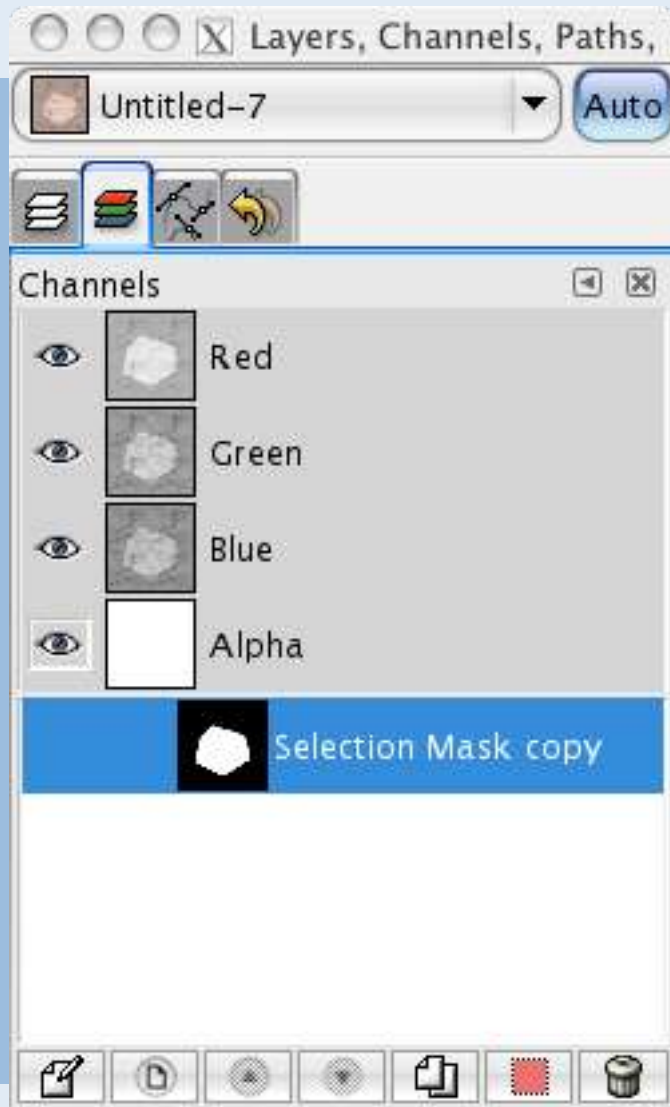 Layers, Channels, Paths,
Untitled-7
Auto
Channels
Red
Green
Blue
Alpha
Selection Mask copy